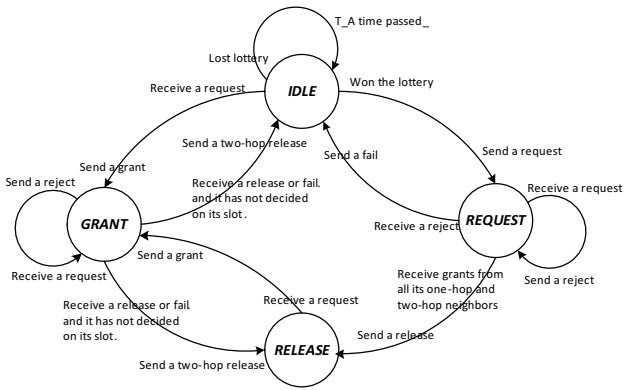 T_A time passed_
Lost lottery
Receive a request
IDLE
Won the lottery
Send a two-hop release
Send a fail
Send a request
Send a grant
Send a reject
Receive a release or fail.
and it has not decided
on its slot.
Receive a request
GRANT
REQUEST
Receive a reject
Send a grant
Receive a request
Send a reject
Receive grants from
all its one-hop and
two-hop neighbors
Receive a release or fail.
and it has not decided
on its slot.
Receive a request
Send a release
RELEASE
Send a two-hop release